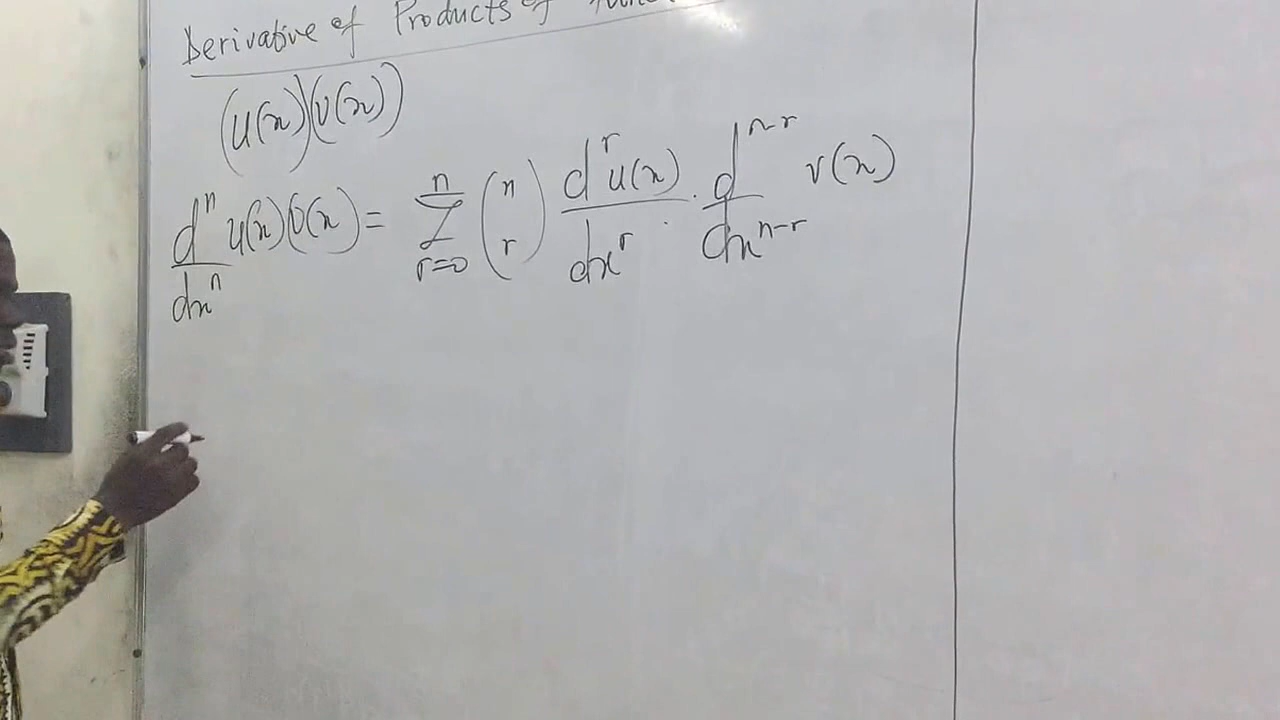 Derivative of Products of
(u(x))(v(x))
dⁿ/dxⁿ u(x)v(x) = Σ_{r=0}^{n} (n r) dʳu(x)/dxʳ · dⁿ⁻ʳ/dxⁿ⁻ʳ v(x)